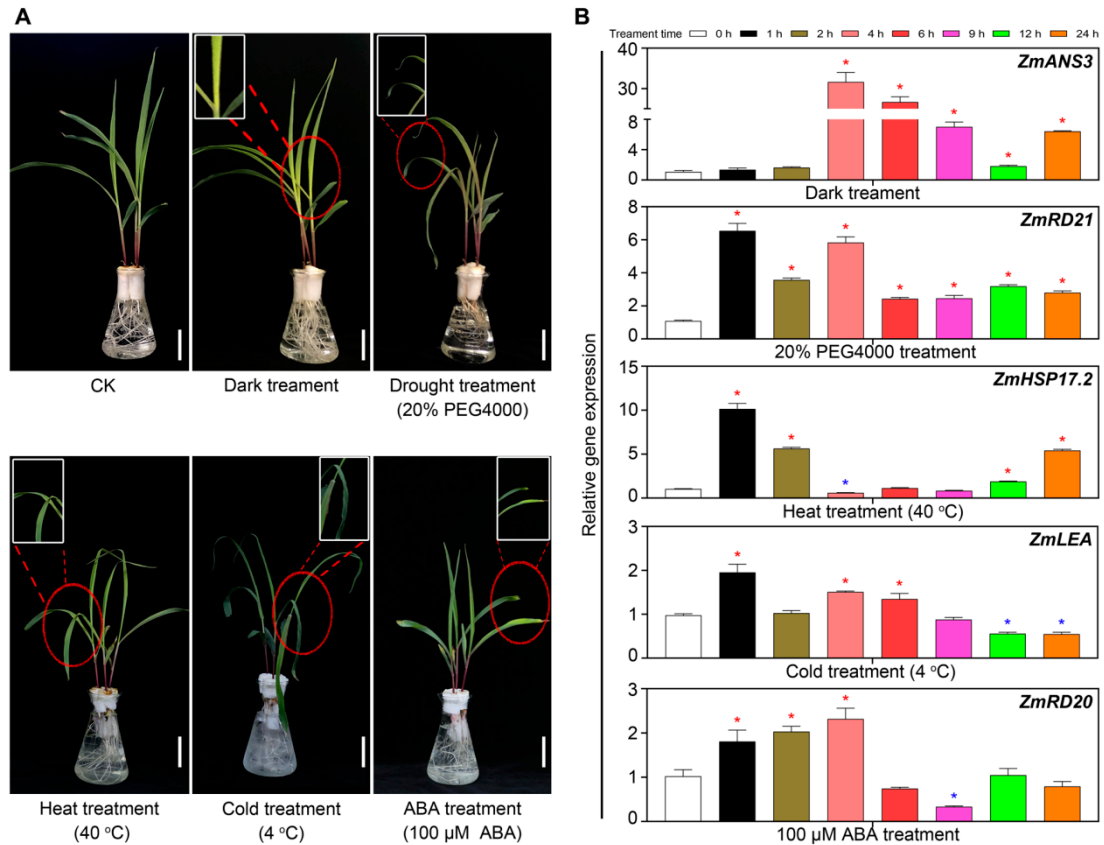 A
CK
Dark treament
Drought treatment
(20% PEG4000)
Heat treatment
(40 °C)
Cold treatment
(4 °C)
ABA treatment
(100 µM ABA)
B
Treament time 0 h 1 h 2 h 4 h 6 h 9 h 12 h 24 h
Relative gene expression
40
30
20
8
4
0
ZmANS3
* * * * *
Dark treament
8
6
4
2
0
ZmRD21
* * * * * * *
20% PEG4000 treatment
15
10
5
0
ZmHSP17.2
* * * * *
Heat treatment (40 °C)
3
2
1
0
ZmLEA
* * * * *
Cold treatment (4 °C)
3
2
1
0
ZmRD20
* * * *
100 µM ABA treatment